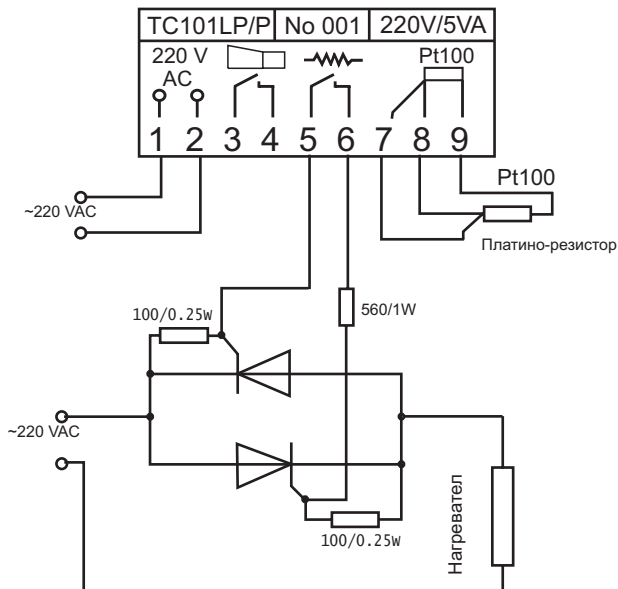 TC101LP/P No 001 220V/5VA
220 V Pt100
AC
1 2 3 4 5 6 7 8 9
Pt100
~220 VAC
Платино-резистор
100/0.25W
560/1W
~220 VAC
100/0.25W
Нагревател